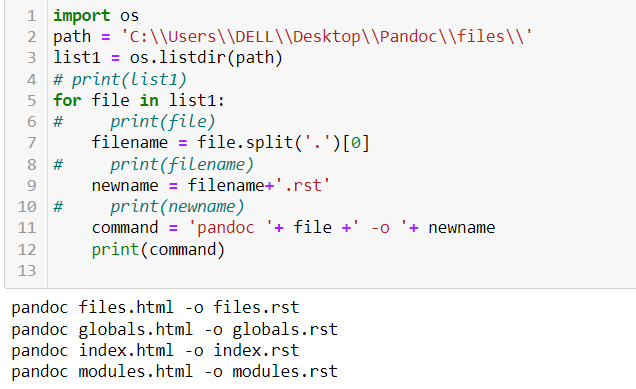 1 import os
2 path = 'C:\\Users\\DELL\\Desktop\\Pandoc\\files\\'
3 list1 = os.listdir(path)
4 # print(list1)
5 for file in list1:
6 #     print(file)
7     filename = file.split('.')[0]
8 #     print(filename)
9     newname = filename+'.rst'
10 #     print(newname)
11     command = 'pandoc '+ file +' -o '+ newname
12     print(command)
13
pandoc files.html -o files.rst
pandoc globals.html -o globals.rst
pandoc index.html -o index.rst
pandoc modules.html -o modules.rst